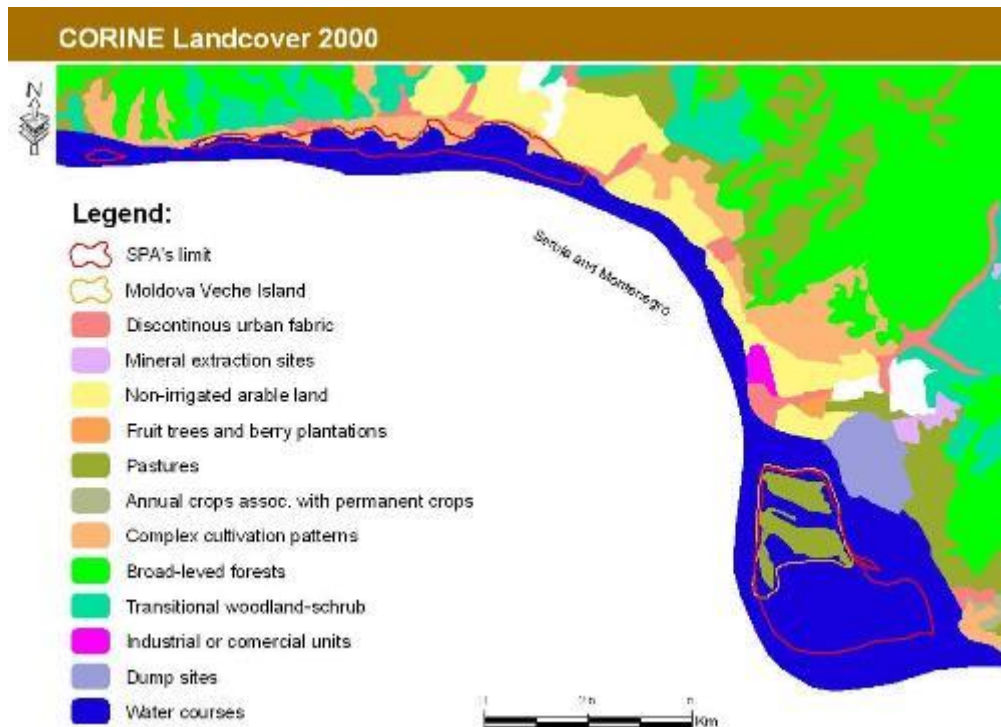 CORINE Landcover 2000
N
Legend:
SPA's limit
Moldova Veche Island
Discontinous urban fabric
Mineral extraction sites
Non-irrigated arable land
Fruit trees and berry plantations
Pastures
Annual crops assoc. with permanent crops
Complex cultivation patterns
Broad-leved forests
Transitional woodland-schrub
Industrial or comercial units
Dump sites
Water courses
and Montenegro
Km